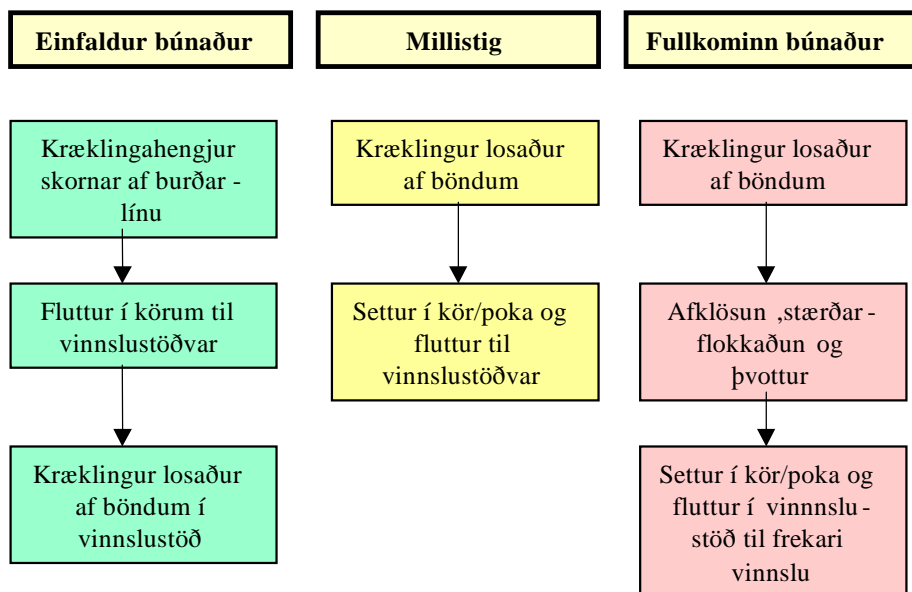 Einfaldur búnaður
Millistig
Fullkominn búnaður
Kræklingahengjur
skornar af burðar -
línu
Fluttur í körum til
vinnslustöðvar
Kræklingur losaður
af böndum í
vinnslustöð
Kræklingur losaður
af böndum
Settur í kör/poka og
fluttur til
vinnslustöðvar
Kræklingur losaður
af böndum
Afklösun ,stærðar -
flokkaðun og
þvottur
Settur í kör/poka og
fluttur í vinnnslu -
stöð til frekari
vinnslu